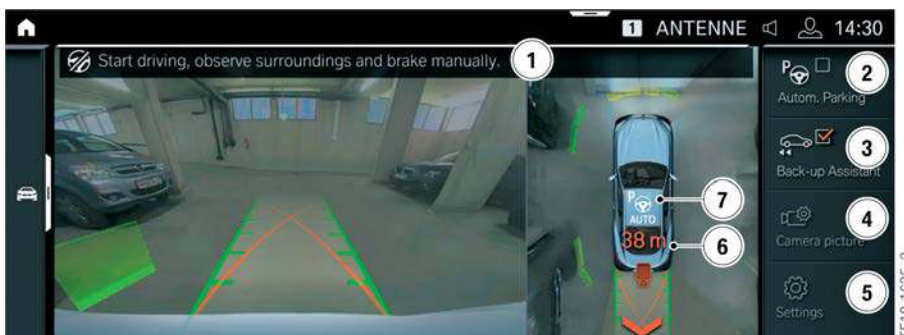 1 ANTENNE 14:30
Start driving, observe surroundings and brake manually. 1
P 2
Autom. Parking
3
Back-up Assistant
4
Camera picture
5
Settings
P 7
AUTO
38 m 6